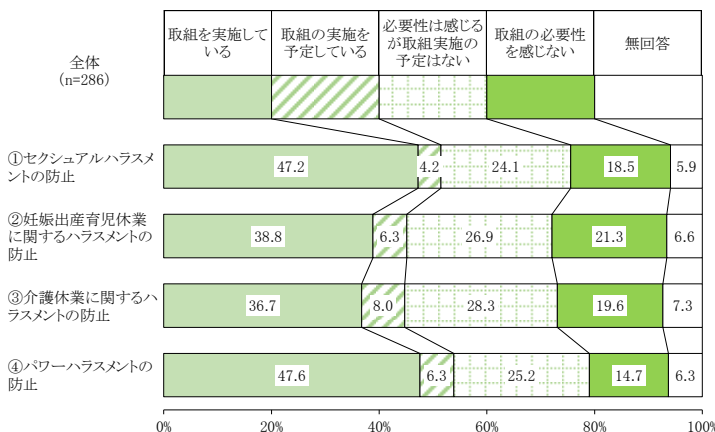 取組を実施して
いる
取組の実施を
予定している
必要性は感じる
が取組実施の
予定はない
取組の必要性
を感じない
無回答
全体
(n=286)
①セクシュアルハラスメ
ントの防止
47.2
4.2
24.1
18.5
5.9
②妊娠出産育児休業
に関するハラスメントの
防止
38.8
6.3
26.9
21.3
6.6
③介護休業に関するハ
ラスメントの防止
36.7
8.0
28.3
19.6
7.3
④パワーハラスメントの
防止
47.6
6.3
25.2
14.7
6.3
0%
20%
40%
60%
80%
100%